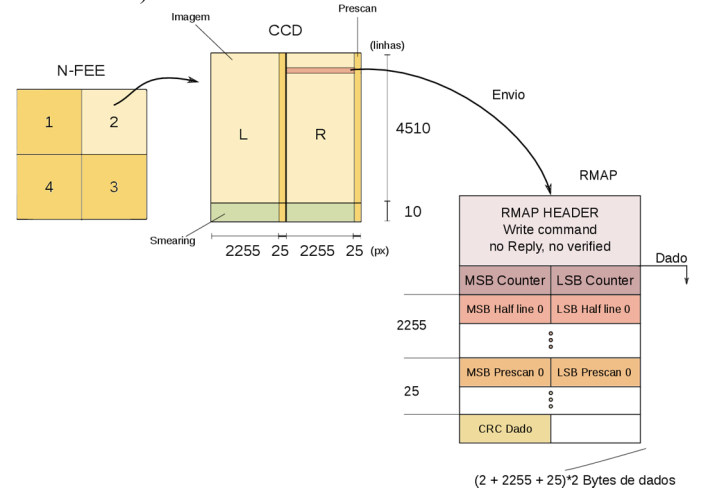 Prescan
Imagem
CCD
(linhas)
N-FEE
1
2
4
3
L
R
Envio
4510
10
Smearing
2255
25
2255
25
(px)
RMAP
RMAP HEADER
Write command
no Reply, no verified
Dado
MSB Counter
LSB Counter
2255
MSB Half line 0
LSB Half line 0
25
MSB Prescan 0
LSB Prescan 0
CRC Dado
(2 + 2255 + 25)*2 Bytes de dados